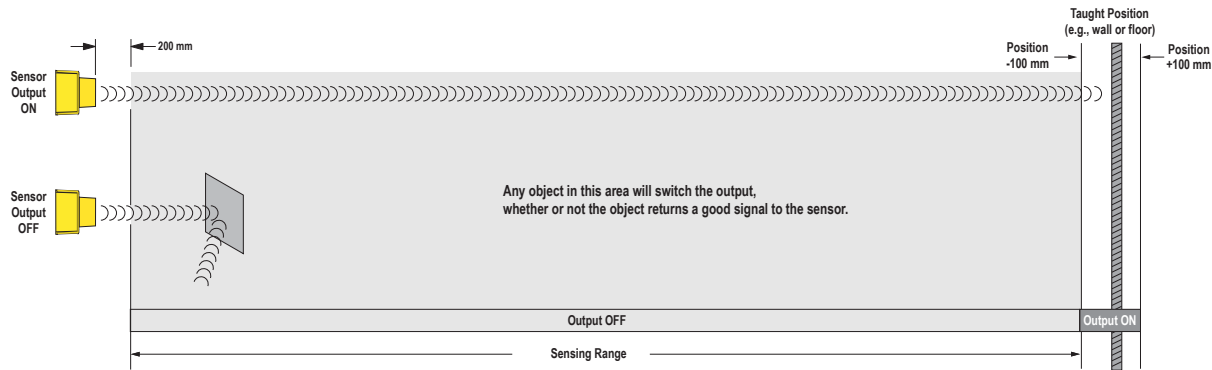 Taught Position
(e.g., wall or floor)
200 mm
Position
-100 mm
Position
+100 mm
Sensor
Output
ON
Sensor
Output
OFF
Any object in this area will switch the output,
whether or not the object returns a good signal to the sensor.
Output OFF
Output ON
Sensing Range